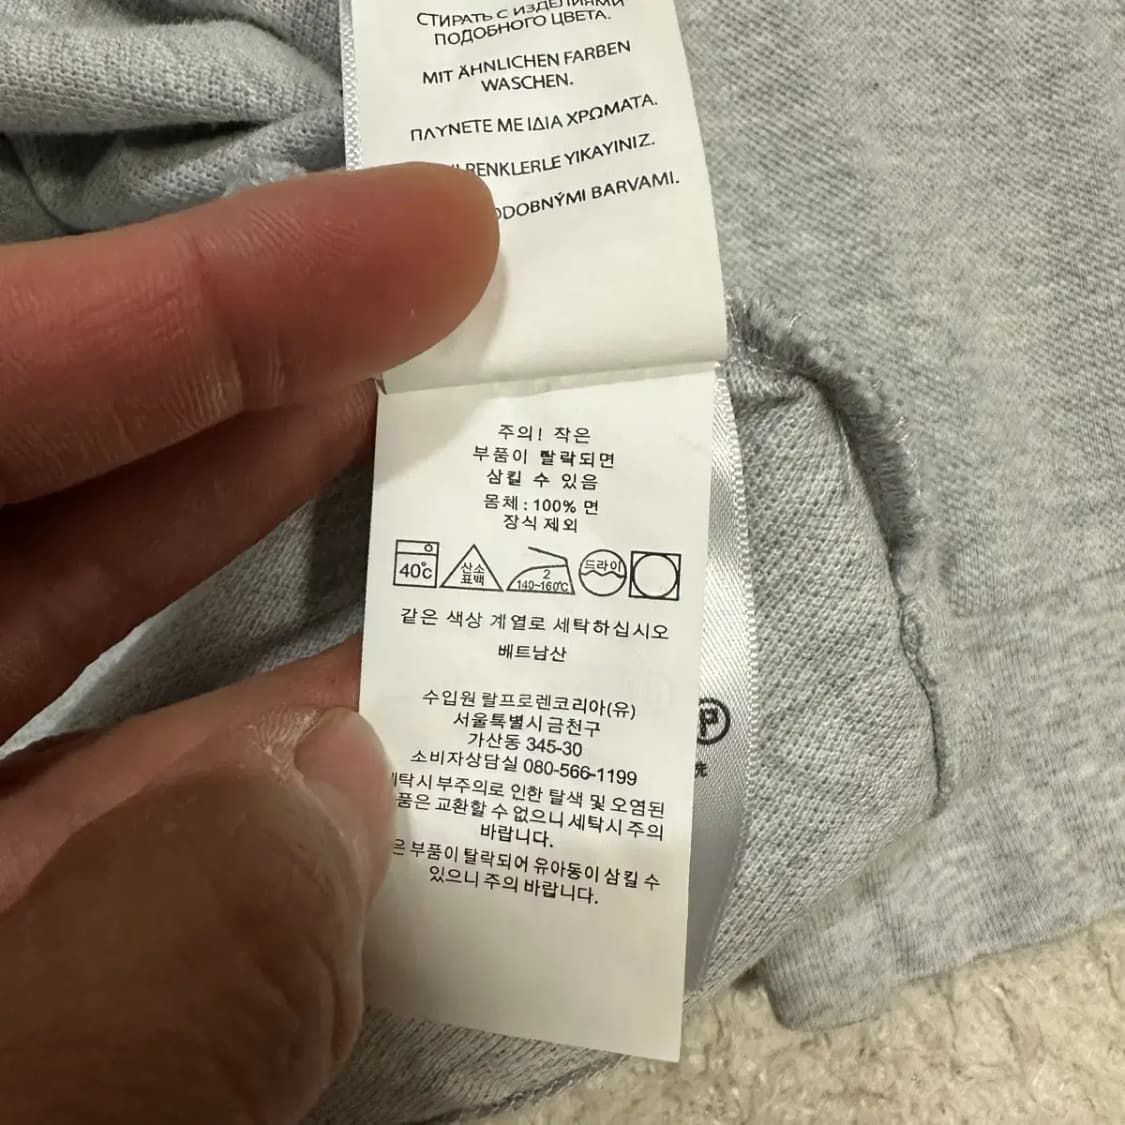 СТИРАТЬ С ИЗДЕЛИЯМИ
ПОДОБНОГО ЦВЕТА.
MIT ÄHNLICHEN FARBEN
WASCHEN.
ΠΛΥΝΕΤΕ ΜΕ ΙΔΙΑ ΧΡΩΜΑΤΑ.
RENKLERLE YIKAYINIZ.
BARVAMI.
주의! 작은
부품이 탈락되면
삼킬 수 있음
몸체 : 100% 면
장식 제외
40℃ 산소 표백 2 140~160℃ 드라이
같은 색상 계열로 세탁하십시오
베트남산
수입원 랄프로렌코리아(유)
서울특별시 금천구
가산동 345-30
소비자상담실 080-566-1199
부주의로 인한 탈색 및 오염된
교환할 수 없으니 세탁시 주의
바랍니다.
부품이 탈락되어 유아동이 삼킬 수
있으니 주의 바랍니다.
P